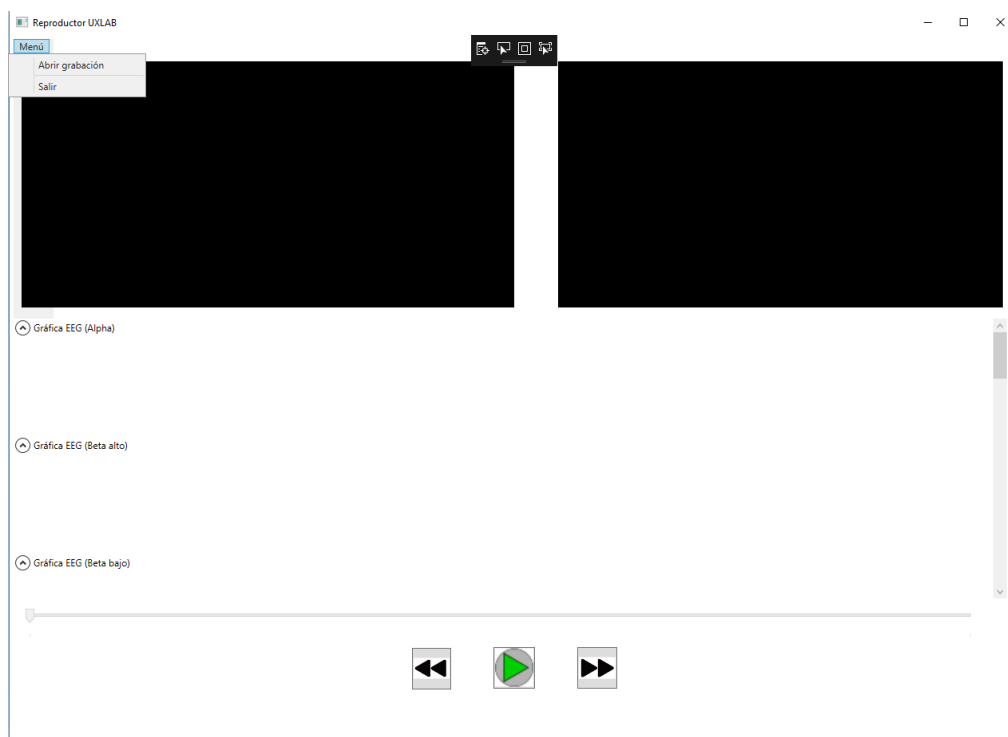 Reproductor UXLAB
Menú
Abrir grabación
Salir
Gráfica EEG (Alpha)
Gráfica EEG (Beta alto)
Gráfica EEG (Beta bajo)